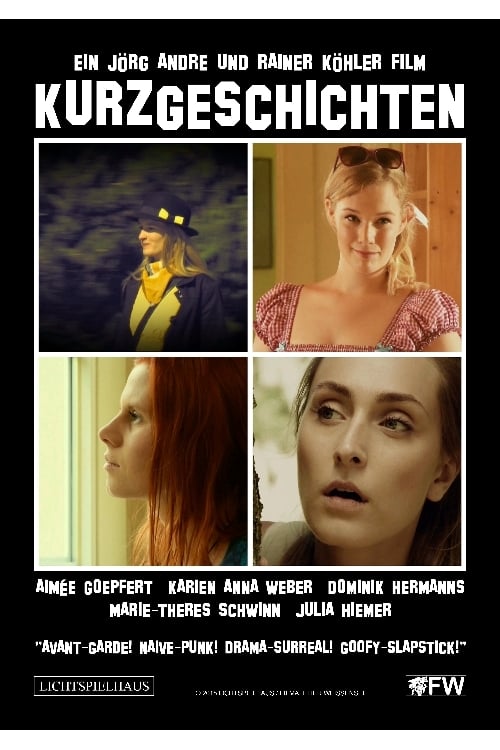 EIN JÖRG ANDRE UND RAINER KÖHLER FILM
KURZGESCHICHTEN
AIMÉE GOEPFERT KARIEN ANNA WEBER DOMINIK HERMANNS
MARIE-THERES SCHWINN JULIA HIEMER
"AVANT-GARDE! NAIVE-PUNK! DRAMA-SURREAL! GOOFY-SLAPSTICK!"
LICHTSPIELHAUS
FW